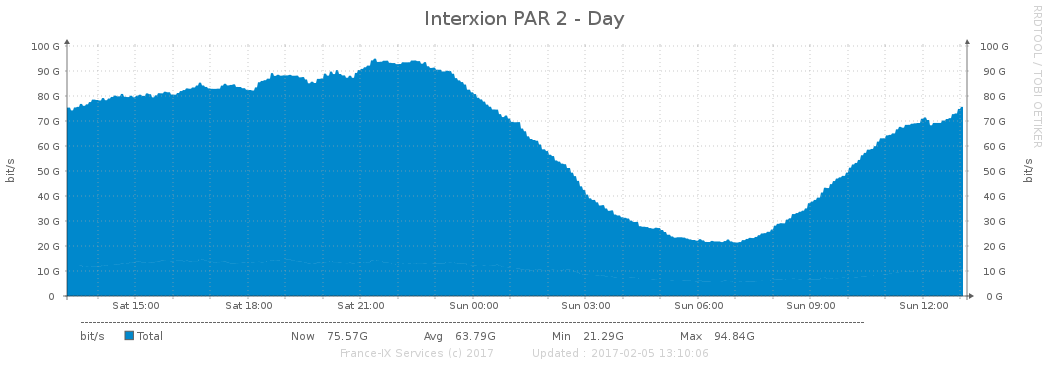 Interxion PAR 2 - Day
RRDTOOL / TOBI OETIKER
bit/s
100 G
90 G
80 G
70 G
60 G
50 G
40 G
30 G
20 G
10 G
0
100 G
90 G
80 G
70 G
60 G
50 G
40 G
30 G
20 G
10 G
0 G
bit/s
Sat 15:00 Sat 18:00 Sat 21:00 Sun 00:00 Sun 03:00 Sun 06:00 Sun 09:00 Sun 12:00
bit/s Total Now 75.57G Avg 63.79G Min 21.29G Max 94.84G
France-IX Services (c) 2017 Updated : 2017-02-05 13:10:06